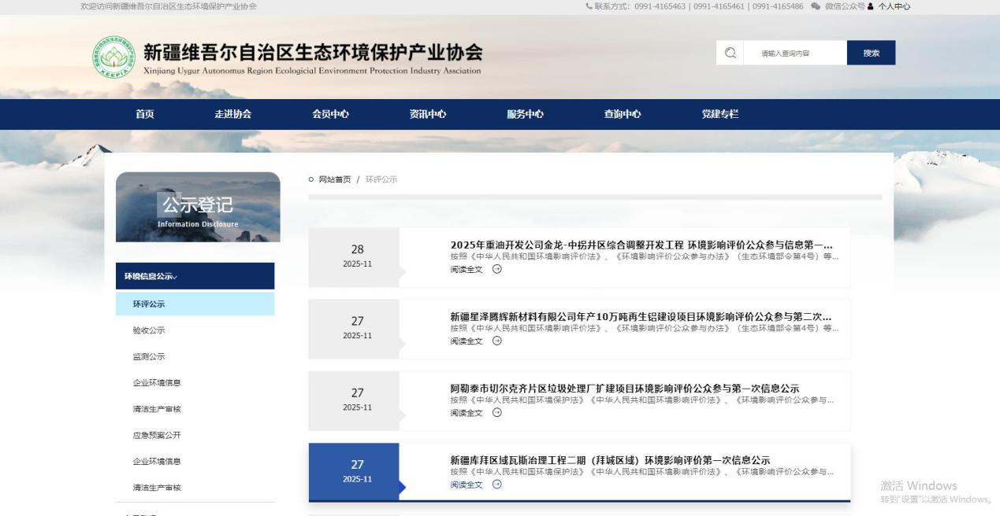 欢迎访问新疆维吾尔自治区生态环境保护产业协会
联系方式：0991-4165463 | 0991-4165461 | 0991-4165486 微信公众号 个人中心
新疆维吾尔自治区生态环境保护产业协会
Xinjiang Uygur Autonomus Region Ecologicial Environment Protection Industry Assciation
请输入查询内容
搜索
首页 走进协会 会员中心 资讯中心 服务中心 查询中心 党建专栏
公示登记
Information Disclosure
环境信息公示
环评公示
验收公示
监测公示
企业环境信息
清洁生产审核
应急预案公开
企业环境信息
清洁生产审核
网站首页 / 环评公示
28
2025-11
2025年重油开发公司金龙-中拐井区综合调整开发工程 环境影响评价公众参与信息第一...
按照《中华人民共和国环境影响评价法》、《环境影响评价公众参与办法》（生态环境部令第4号）等...
阅读全文
27
2025-11
新疆星泽腾辉新材料有限公司年产10万吨再生铝建设项目环境影响评价公众参与第二次...
按照《中华人民共和国环境影响评价法》、《环境影响评价公众参与办法》（生态环境部令第4号）等...
阅读全文
27
2025-11
阿勒泰市切尔克齐片区垃圾处理厂扩建项目环境影响评价公众参与第一次信息公示
按照《中华人民共和国环境保护法》《中华人民共和国环境影响评价法》、《环境影响评价公众参与...
阅读全文
27
2025-11
新疆库拜区域瓦斯治理工程二期（拜城区域）环境影响评价第一次信息公示
按照《中华人民共和国环境保护法》《中华人民共和国环境影响评价法》、《环境影响评价公众参与...
阅读全文
激活 Windows
转到"设置"以激活 Windows。